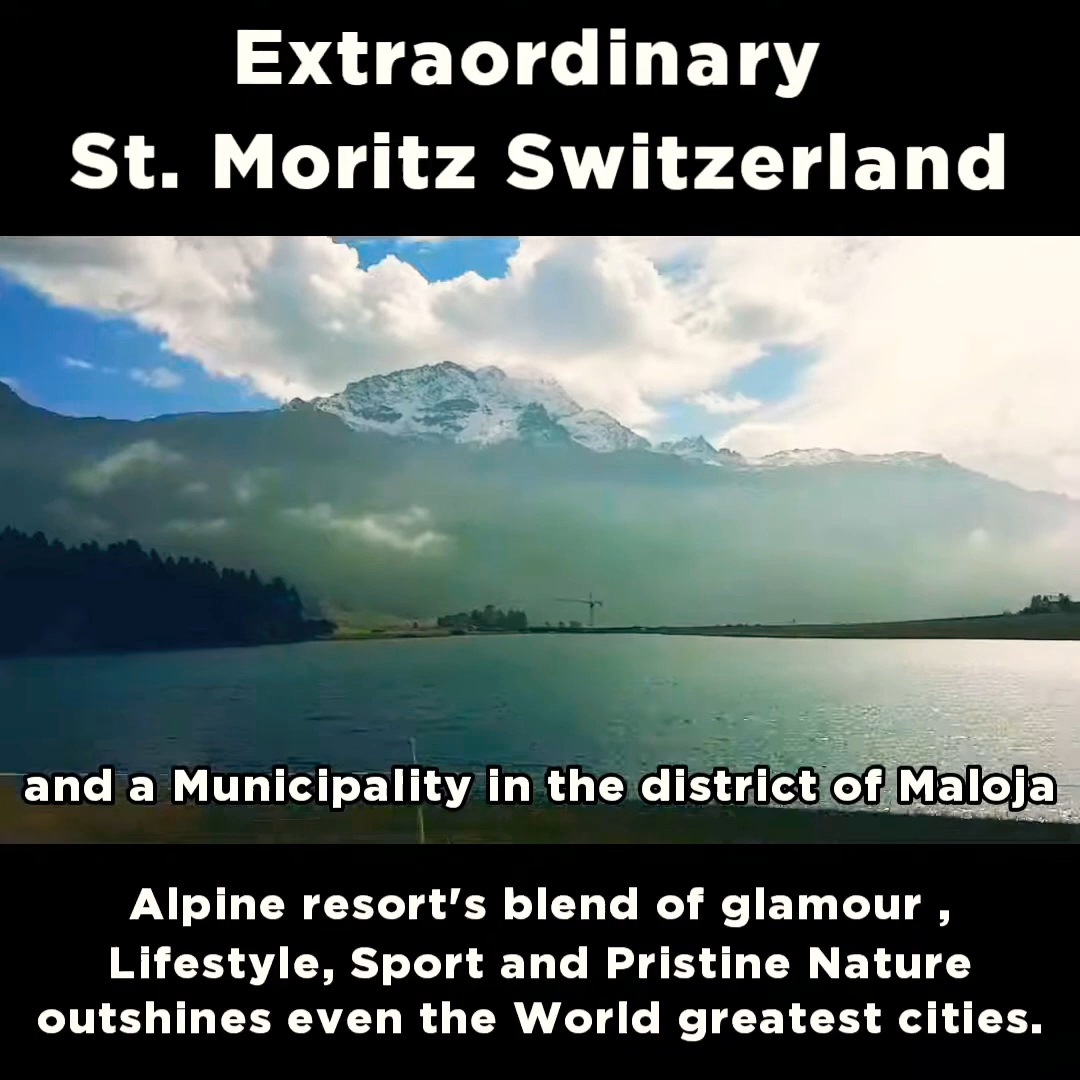 Extraordinary
St. Moritz Switzerland
and a Municipality in the district of Maloja
Alpine resort's blend of glamour ,
Lifestyle, Sport and Pristine Nature
outshines even the World greatest cities.